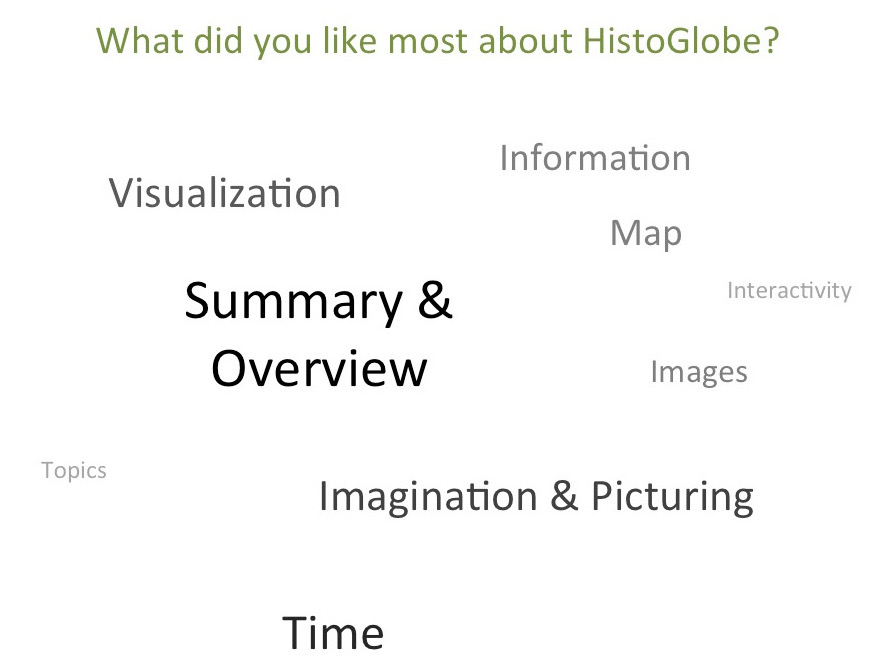 What did you like most about HistoGlobe?
Information
Visualization
Map
Interactivity
Summary &
Overview
Images
Topics
Imagination & Picturing
Time